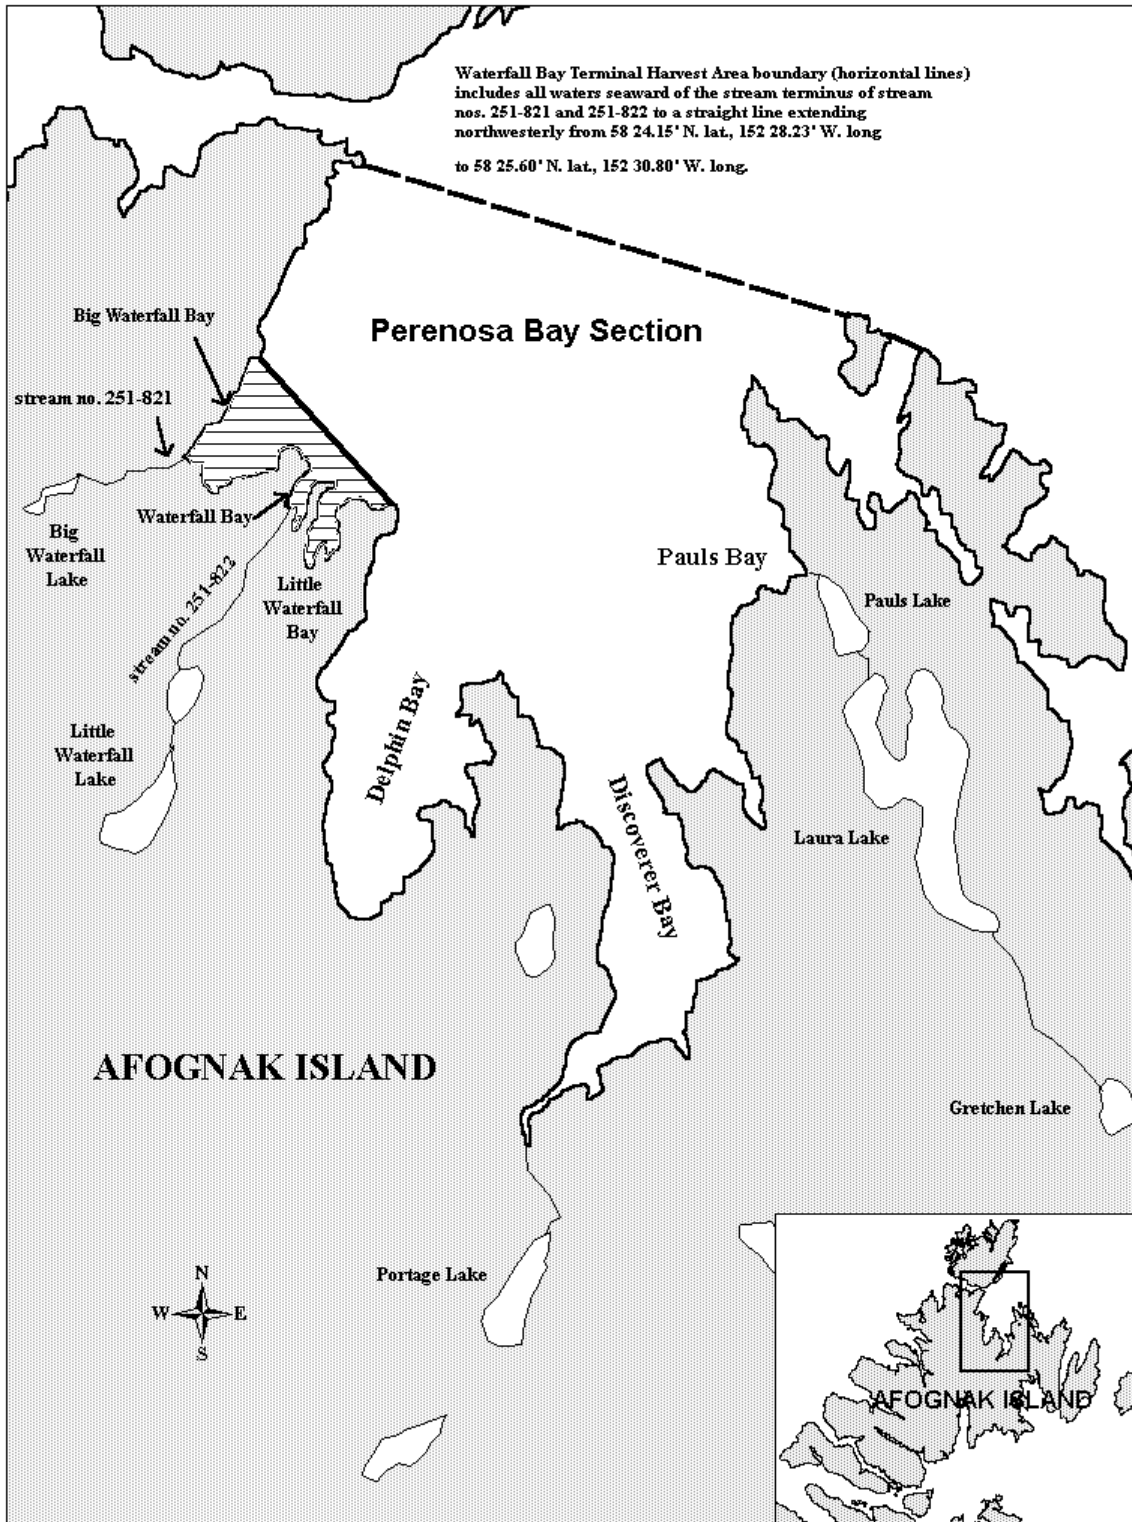 Waterfall Bay Terminal Harvest Area boundary (horizontal lines)
includes all waters seaward of the stream terminus of stream
nos. 251-821 and 251-822 to a straight line extending
northwesterly from 58 24.15' N. lat., 152 28.23' W. long
to 58 25.60' N. lat., 152 30.80' W. long.
Big Waterfall Bay
Perenosa Bay Section
stream no. 251-821
Waterfall Bay
Big
Waterfall
Lake
stream no. 251-822
Little
Waterfall
Bay
Pauls Bay
Pauls Lake
Little
Waterfall
Lake
Delphin Bay
Discoverer Bay
Laura Lake
AFOGNAK ISLAND
Gretchen Lake
Portage Lake
N
W
E
S
AFOGNAK ISLAND